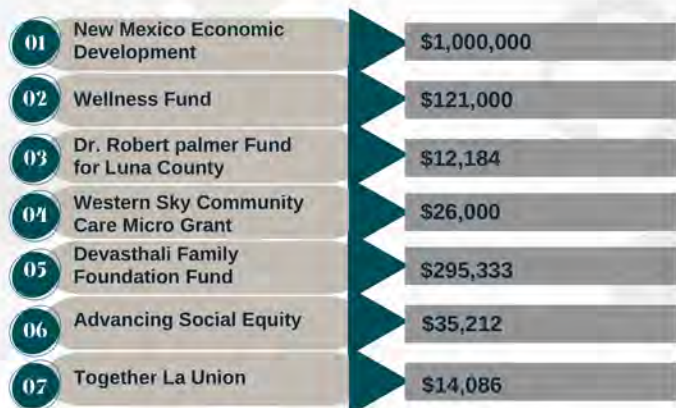 01
New Mexico Economic
Development
$1,000,000
02
Wellness Fund
$121,000
03
Dr. Robert palmer Fund
for Luna County
$12,184
04
Western Sky Community
Care Micro Grant
$26,000
05
Devasthali Family
Foundation Fund
$295,333
06
Advancing Social Equity
$35,212
07
Together La Union
$14,086